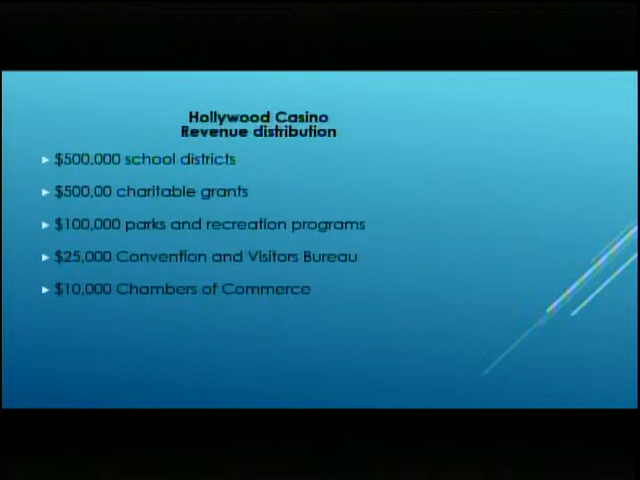 Hollywood Casino
Revenue distribution
$500,000 school districts
$500,00 charitable grants
$100,000 parks and recreation programs
$25,000 Convention and Visitors Bureau
$10,000 Chambers of Commerce